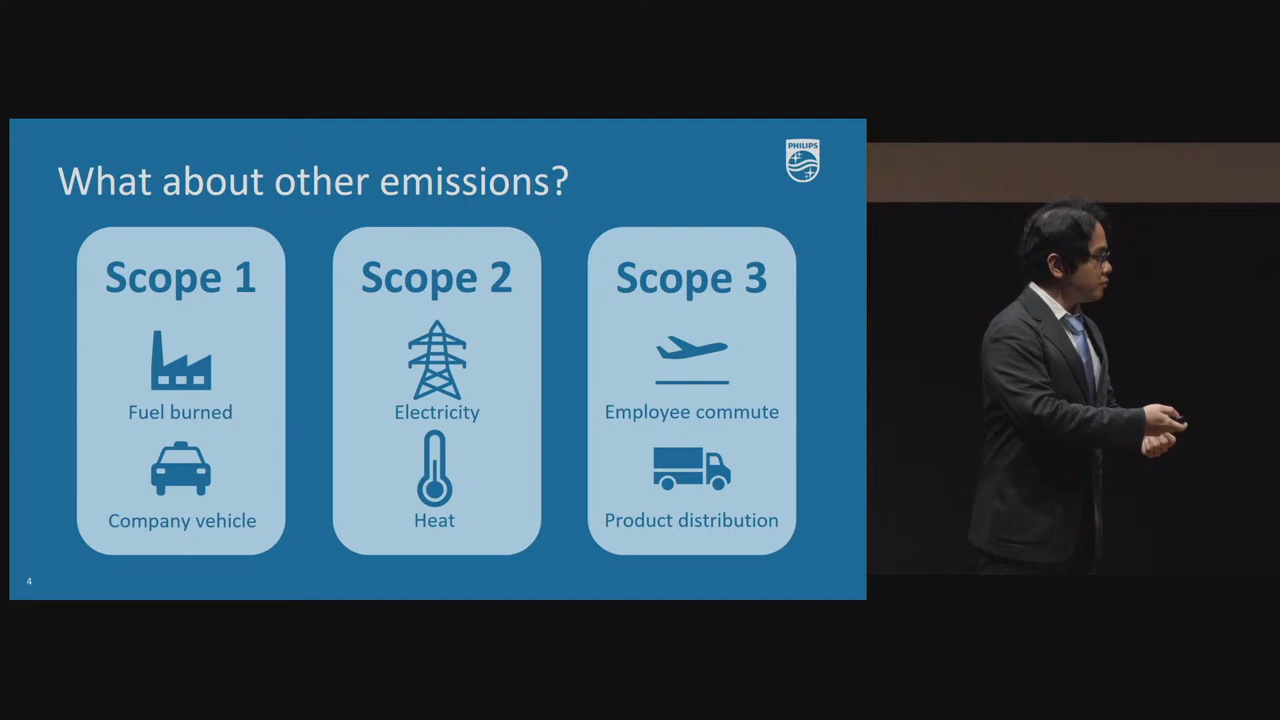 PHILIPS
What about other emissions?
Scope 1
Fuel burned
Company vehicle
Scope 2
Electricity
Heat
Scope 3
Employee commute
Product distribution
4